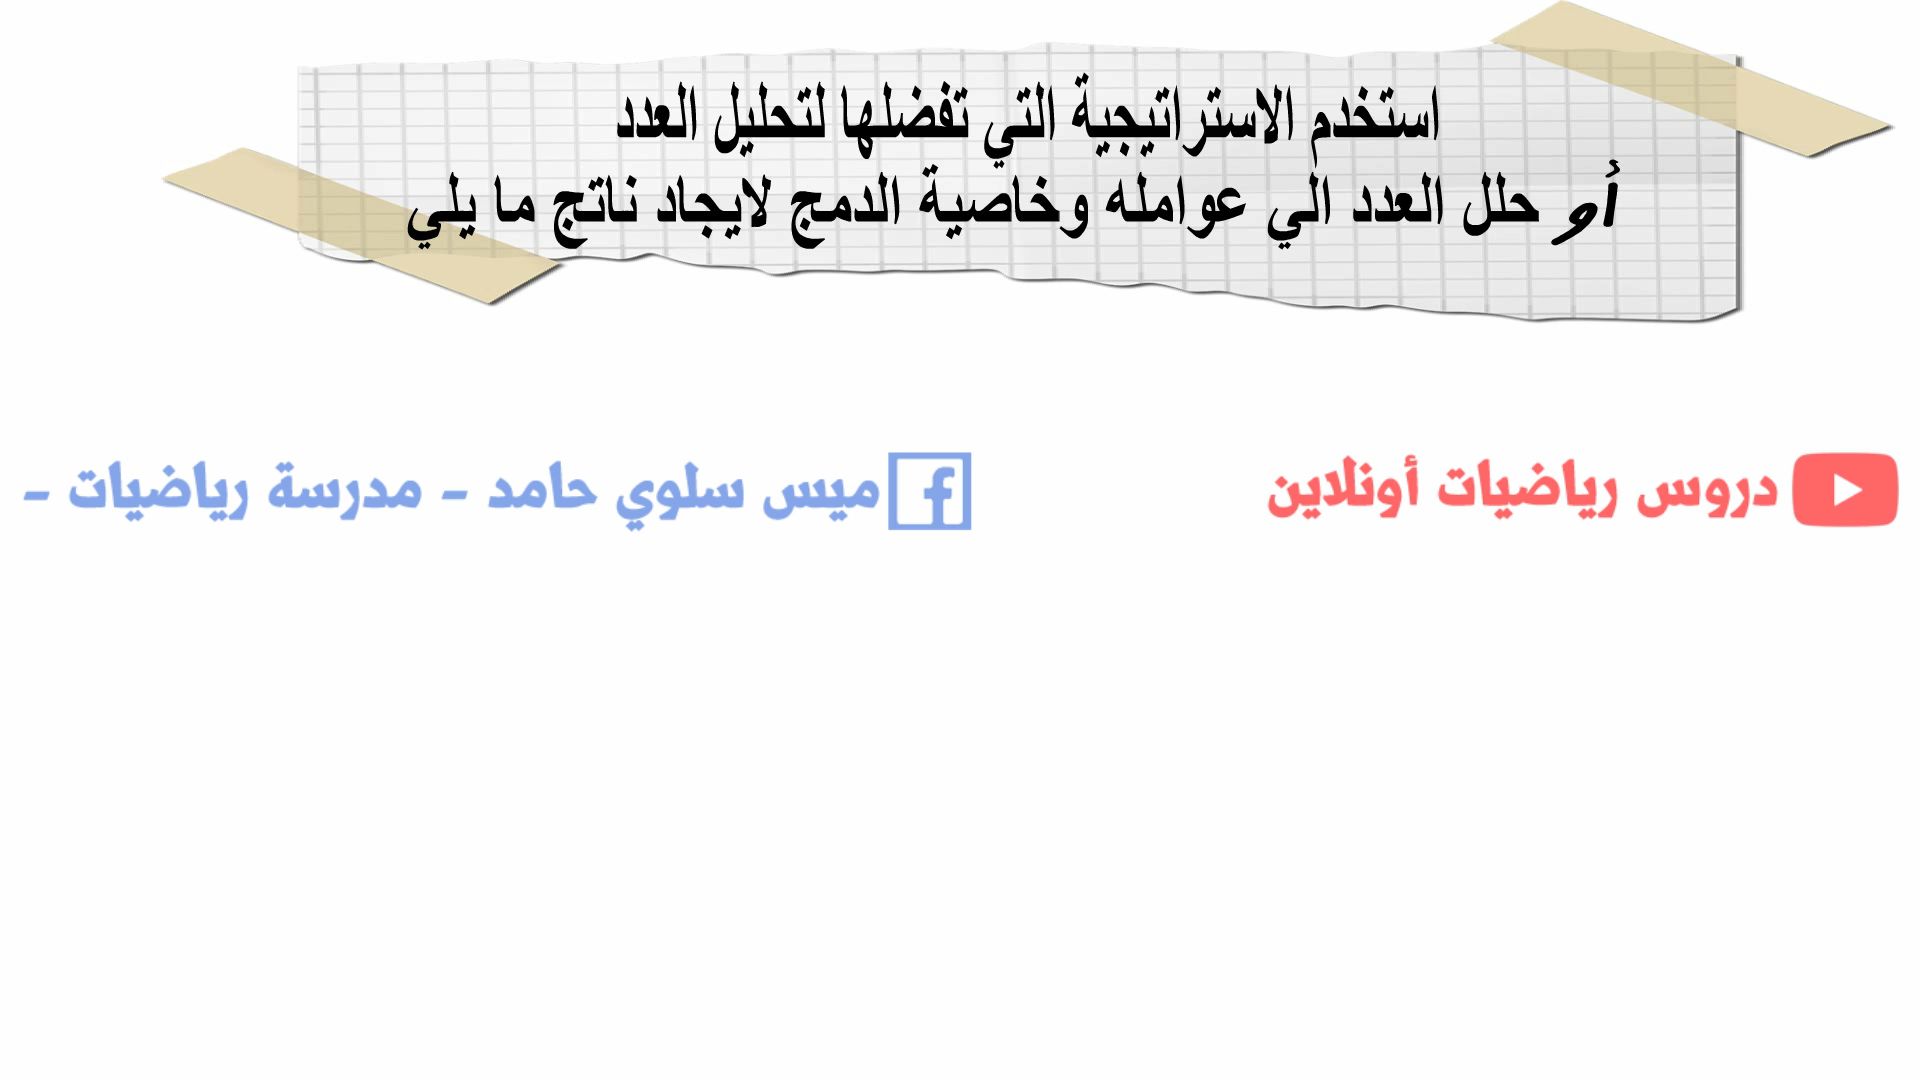 استخدم الاستراتيجية التي تفضلها لتحليل العدد
أو حلل العدد الي عوامله وخاصية الدمج لايجاد ناتج ما يلي
دروس رياضيات أونلاين
ميس سلوي حامد - مدرسة رياضيات -